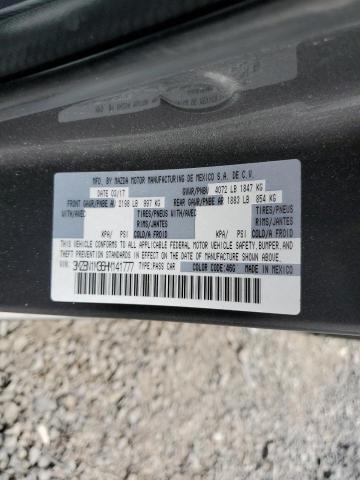 MFD. BY MAZDA MOTOR MANUFACTURING DE MEXICO S.A. DE C.V.
DATE 03/17 GVWR/PNBV 4072 LB 1847 KG
FRONT GAWR/PNBE AV 2198 LB 997 KG REAR GAWR/PNBE AR 1883 LB 854 KG
WITH/AVEC TIRES/PNEUS WITH/AVEC TIRES/PNEUS
RIMS/JANTES RIMS/JANTES
KPA/ PSI/ COLD/A FROID KPA/ PSI/ COLD/A FROID
THIS VEHICLE CONFORMS TO ALL APPLICABLE FEDERAL MOTOR VEHICLE SAFETY, BUMPER, AND
THEFT PREVENTION STANDARDS IN EFFECT ON THE DATE OF MANUFACTURE SHOWN ABOVE.
3MZBN1K36HM141777 TYPE: PASS CAR COLOR CODE: 46G MADE IN MEXICO